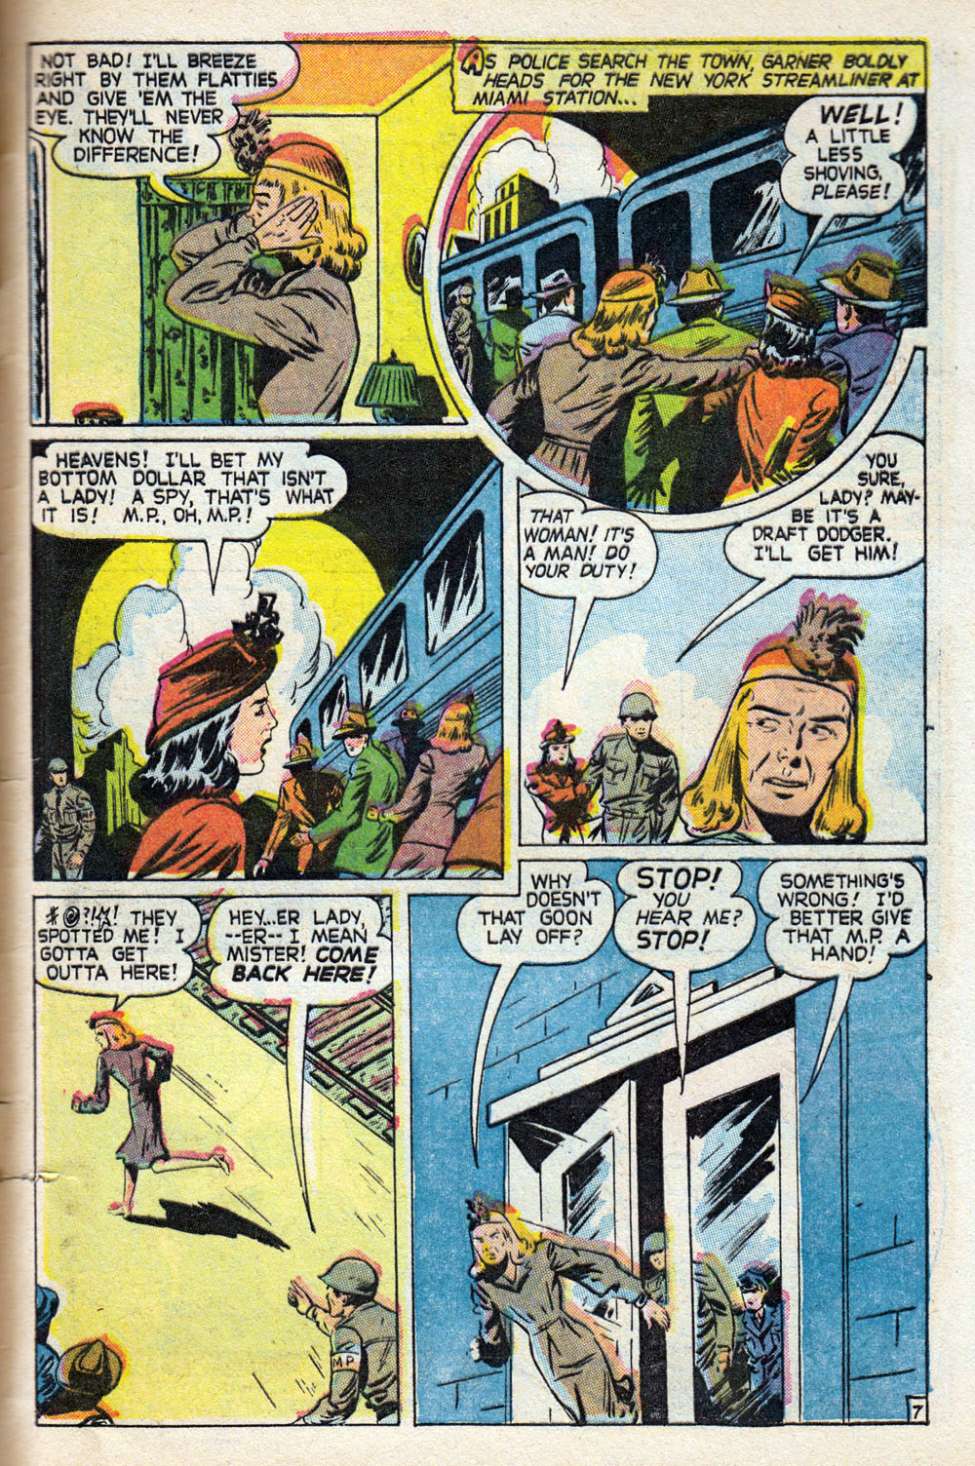 NOT BAD! I'LL BREEZE
RIGHT BY THEM FLATTIES
AND GIVE 'EM THE
EYE. THEY'LL NEVER
KNOW THE
DIFFERENCE!
AS POLICE SEARCH THE TOWN, GARNER BOLDLY
HEADS FOR THE NEW YORK STREAMLINER AT
MIAMI STATION...
WELL!
A LITTLE
LESS
SHOVING,
PLEASE!
HEAVENS! I'LL BET MY
BOTTOM DOLLAR THAT ISN'T
A LADY! A SPY, THAT'S WHAT
IT IS! M.P., OH, M.P.!
THAT
WOMAN! IT'S
A MAN! DO
YOUR DUTY!
YOU
SURE,
LADY? MAY-
BE IT'S A
DRAFT DODGER.
I'LL GET HIM!
THEY
SPOTTED ME! I
GOTTA GET
OUTTA HERE!
HEY...ER LADY,
--ER-- I MEAN
MISTER! COME
BACK HERE!
MP
WHY
DOESN'T
THAT GOON
LAY OFF?
STOP!
YOU
HEAR ME?
STOP!
SOMETHING'S
WRONG! I'D
BETTER GIVE
THAT M.P. A
HAND!
7